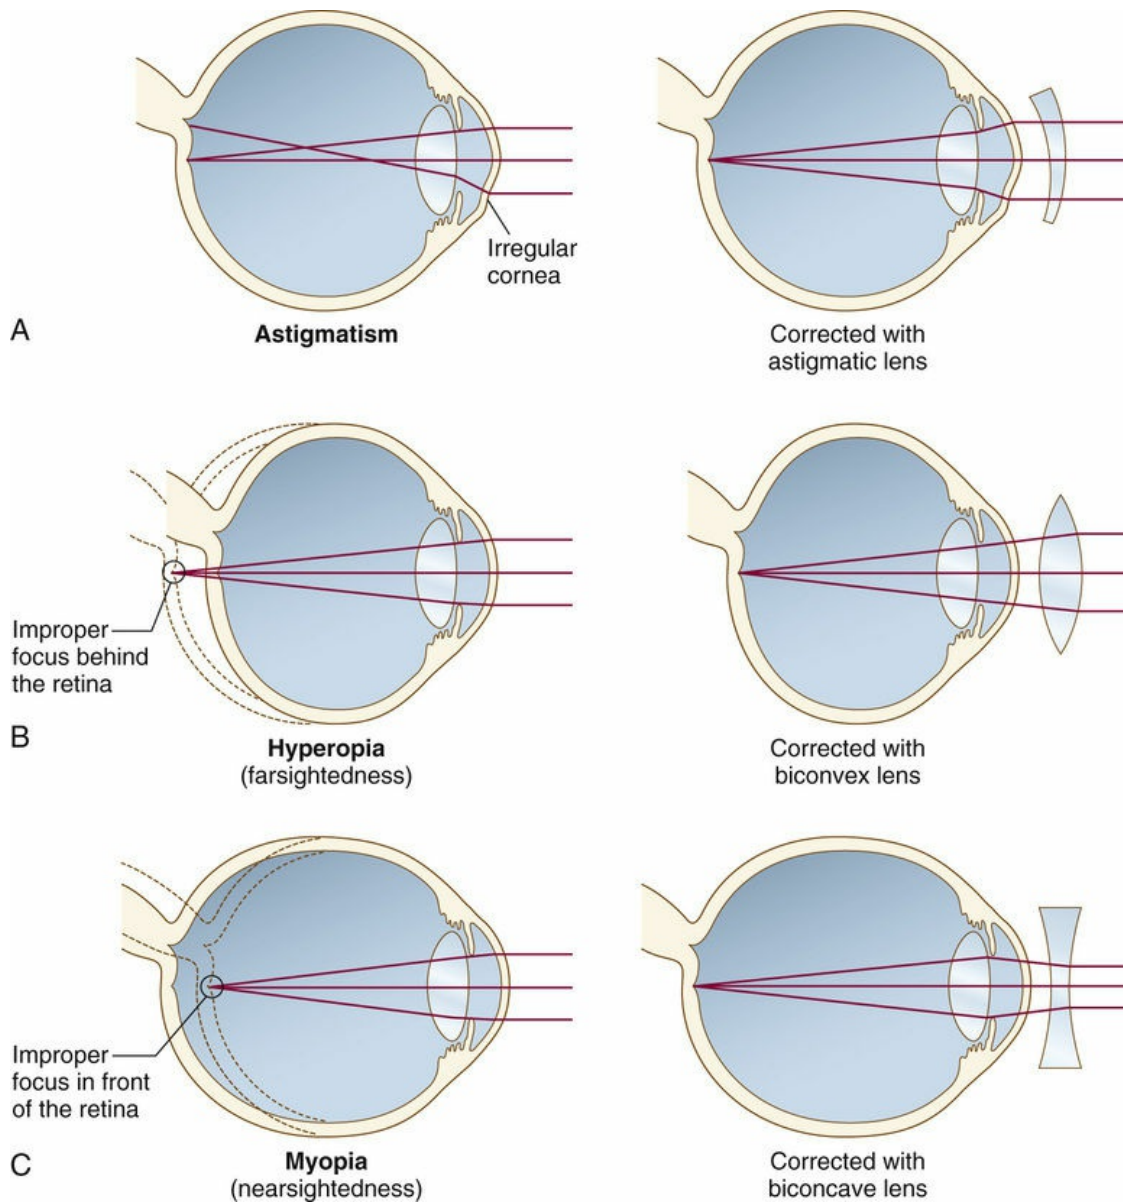 Irregular
cornea
A
Astigmatism
Corrected with
astigmatic lens
Improper
focus behind
the retina
B
Hyperopia
(farsightedness)
Corrected with
biconvex lens
Improper
focus in front
of the retina
C
Myopia
(nearsightedness)
Corrected with
biconcave lens